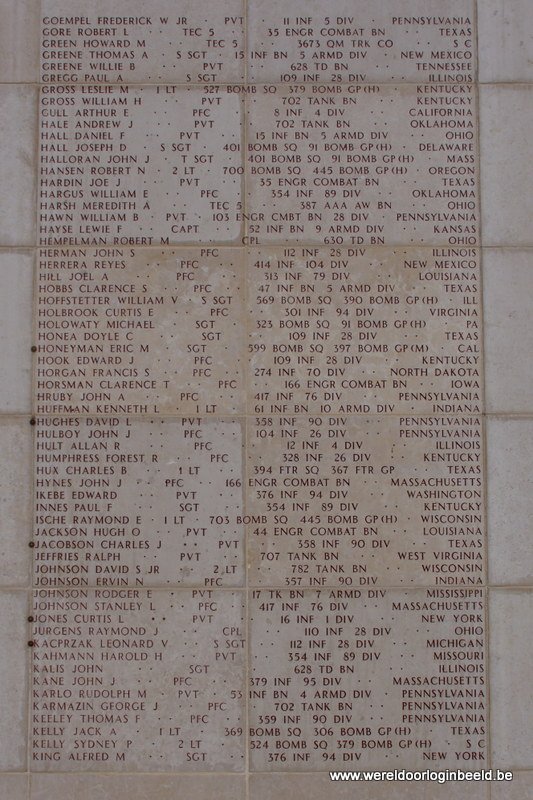 GOEMPEL FREDERICK W JR · PVT · · 11 INF 5 DIV · · PENNSYLVANIA
GORE ROBERT L · · TEC 5 · · 35 ENGR COMBAT BN · · TEXAS
GREEN HOWARD M · · TEC 5 · · 3673 QM TRK CO · · S C
GREENE THOMAS A · S SGT · 15 INF BN 5 ARMD DIV · NEW MEXICO
GREENE WILLIE B · · PVT · · 628 TD BN · · TENNESSEE
GREGG PAUL A · · S SGT · · 109 INF 28 DIV · · ILLINOIS
GROSS LESLIE M · 1 LT · 527 BOMB SQ 379 BOMB GP(H) · KENTUCKY
GROSS WILLIAM H · · PVT · · 702 TANK BN · · KENTUCKY
GULL ARTHUR E · · PFC · · 8 INF 4 DIV · · CALIFORNIA
HALE ANDREW J · · PVT · · 702 TANK BN · · OKLAHOMA
HALL DANIEL F · · PVT · · 15 INF BN 5 ARMD DIV · · OHIO
HALL JOSEPH D · S SGT · 401 BOMB SQ 91 BOMB GP(H) · DELAWARE
HALLORAN JOHN J · T SGT · 401 BOMB SQ 91 BOMB GP(H) · MASS
HANSEN ROBERT N · 2 LT · 700 BOMB SQ 445 BOMB GP(H) · OREGON
HARDIN JOE J · · PVT · · 35 ENGR COMBAT BN · · TEXAS
HARGUS WILLIAM E · · PFC · · 354 INF 89 DIV · · OKLAHOMA
HARSH MEREDITH A · · TEC 5 · · 387 AAA AW BN · · OHIO
HAWN WILLIAM B · PVT · 103 ENGR CMBT BN 28 DIV · PENNSYLVANIA
HAYSE LEWIE F · · CAPT · · 52 INF BN 9 ARMD DIV · · KANSAS
HEMPELMAN ROBERT M · · CPL · · 630 TD BN · · OHIO
HERMAN JOHN S · · PFC · · 112 INF 28 DIV · · ILLINOIS
HERRERA REYES · · PFC · · 414 INF 104 DIV · · NEW MEXICO
HILL JOEL A · · PFC · · 313 INF 79 DIV · · LOUISIANA
HOBBS CLARENCE S · · PFC · · 47 INF BN 5 ARMD DIV · TEXAS
HOFFSTETTER WILLIAM V · S SGT · 569 BOMB SQ 390 BOMB GP(H) · ILL
HOLBROOK CURTIS E · · PFC · · 301 INF 94 DIV · · VIRGINIA
HOLOWATY MICHAEL · SGT · 323 BOMB SQ 91 BOMB GP(H) · PA
HONEA DOYLE C · · SGT · · 109 INF 28 DIV · · TEXAS
HONEYMAN ERIC M · SGT · 599 BOMB SQ 397 BOMB GP(M) · CAL
HOOK EDWARD J · · PFC · · 109 INF 28 DIV · · KENTUCKY
HORGAN FRANCIS S · PFC · · 274 INF 70 DIV · · NORTH DAKOTA
HORSMAN CLARENCE T · PFC · · 166 ENGR COMBAT BN · · IOWA
HRUBY JOHN A · · PFC · · 417 INF 76 DIV · · PENNSYLVANIA
HUFFMAN KENNETH L · 1 LT · · 61 INF BN 10 ARMD DIV · INDIANA
HUGHES DAVID L · · PVT · · 358 INF 90 DIV · · PENNSYLVANIA
HULBOY JOHN J · · PFC · · 104 INF 26 DIV · · PENNSYLVANIA
HULT ALLAN R · · PFC · · 12 INF 4 DIV · · ILLINOIS
HUMPHRESS FOREST R · PFC · · 328 INF 26 DIV · · KENTUCKY
HUX CHARLES B · · 1 LT · · 394 FTR SQ 367 FTR GP · · TEXAS
HYNES JOHN J · PFC · 166 ENGR COMBAT BN · MASSACHUSETTS
IKEBE EDWARD · · PVT · · 376 INF 94 DIV · · WASHINGTON
INNES PAUL F · · SGT · · 354 INF 89 DIV · · KENTUCKY
ISCHE RAYMOND E · 1 LT · 703 BOMB SQ 445 BOMB GP(H) · WISCONSIN
JACKSON HUGH O · · PVT · · 44 ENGR COMBAT BN · · LOUISIANA
JACOBSON CHARLES J · · PVT · · 358 INF 90 DIV · · TEXAS
JEFFRIES RALPH · · PVT · · 707 TANK BN · · WEST VIRGINIA
JOHNSON DAVID S JR · · 2 LT · · 782 TANK BN · · WISCONSIN
JOHNSON ERVIN N · · PFC · · 357 INF 90 DIV · · INDIANA
JOHNSON RODGER E · PVT · · 17 TK BN 7 ARMD DIV · MISSISSIPPI
JOHNSON STANLEY L · PFC · · 417 INF 76 DIV · · MASSACHUSETTS
JONES CURTIS L · · PVT · · 16 INF 1 DIV · · NEW YORK
JURGENS RAYMOND J · · CPL · · 110 INF 28 DIV · · OHIO
KACPRZAK LEONARD V · S SGT · · 112 INF 28 DIV · · MICHIGAN
KAHMANN HAROLD H · PVT · · 354 INF 89 DIV · · MISSOURI
KALIS JOHN · · SGT · · 628 TD BN · · ILLINOIS
KANE JOHN J · · PFC · · 379 INF 95 DIV · · MASSACHUSETTS
KARLO RUDOLPH M · PVT · 53 INF BN 4 ARMD DIV · PENNSYLVANIA
KARMAZIN GEORGE J · PFC · · 702 TANK BN · · PENNSYLVANIA
KEELEY THOMAS F · PFC · · 359 INF 90 DIV · · PENNSYLVANIA
KELLY JACK A · 1 LT · 369 BOMB SQ 306 BOMB GP(H) · TEXAS
KELLY SYDNEY P · 2 LT · 524 BOMB SQ 379 BOMB GP(H) · S C
KING ALFRED M · · SGT · · 376 INF 94 DIV · · NEW YORK
www.wereldoorloginbeeld.be